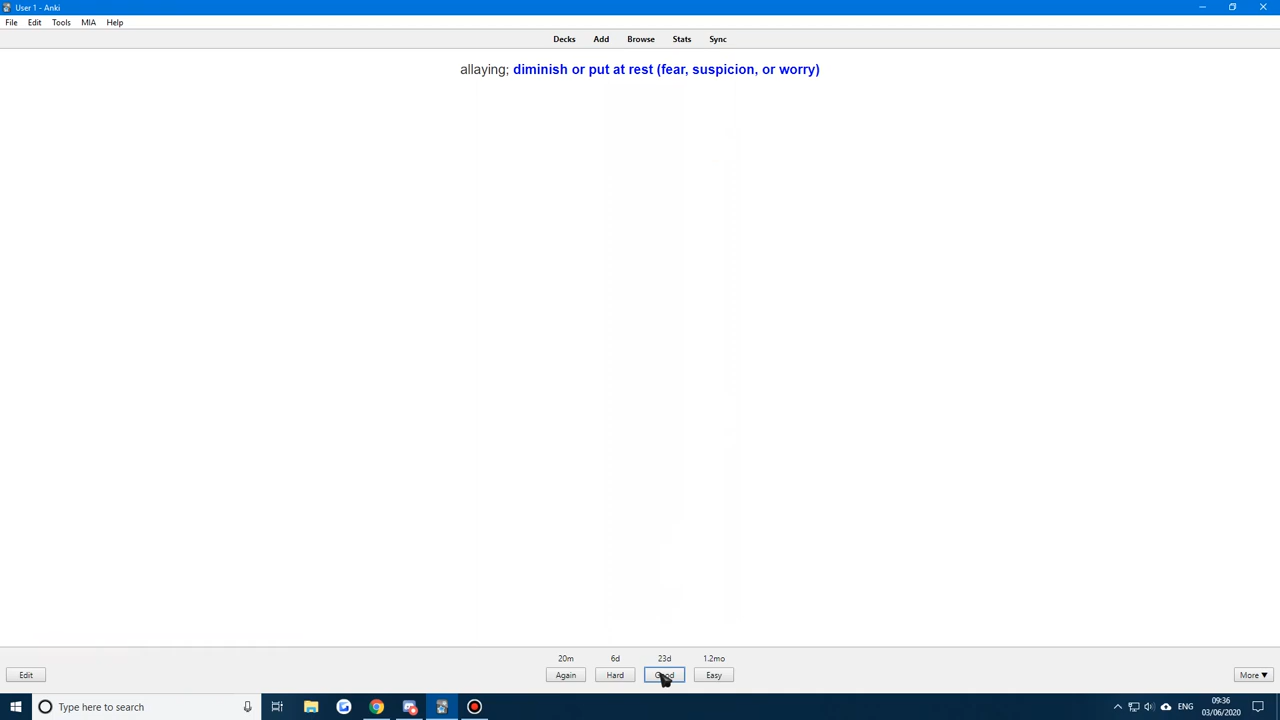 User 1 - Anki
File Edit Tools MIA Help
Decks Add Browse Stats Sync
allaying; diminish or put at rest (fear, suspicion, or worry)
20m 6d 23d 1.2mo
Edit Again Hard Good Easy More
Type here to search
ENG
09:36
03/06/2020